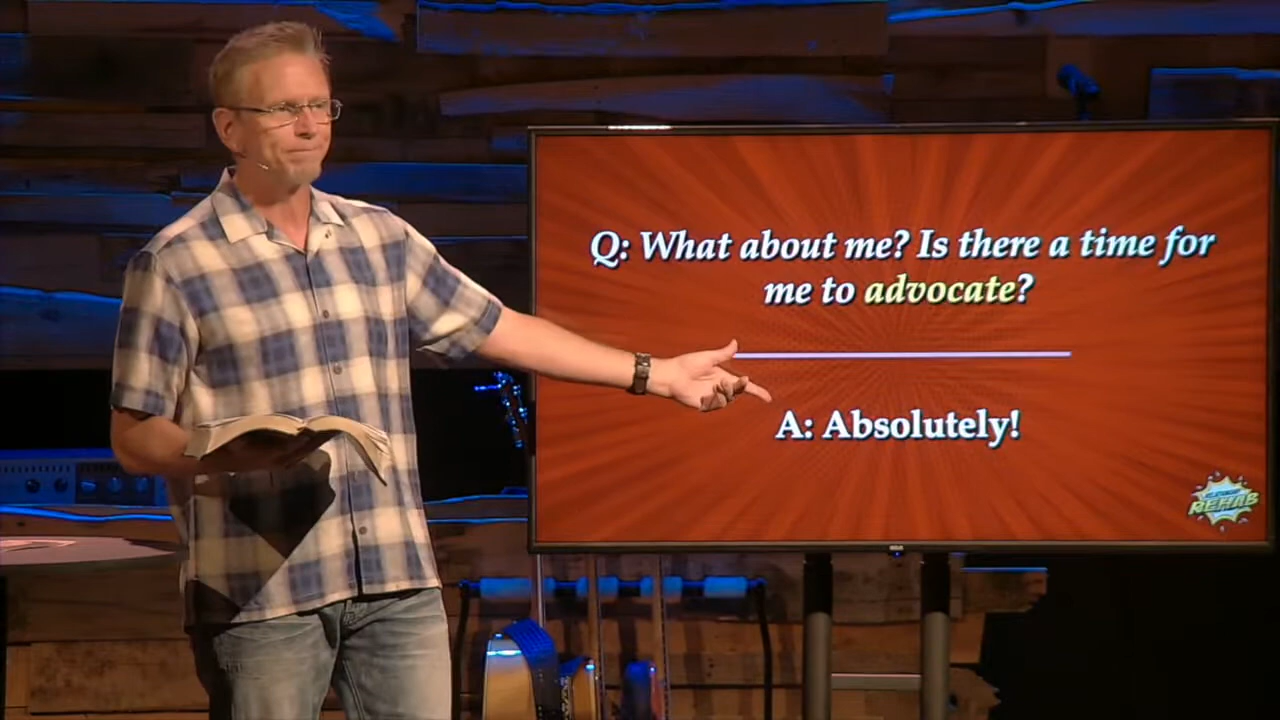 Q: What about me? Is there a time for
me to advocate?
A: Absolutely!
REHAB